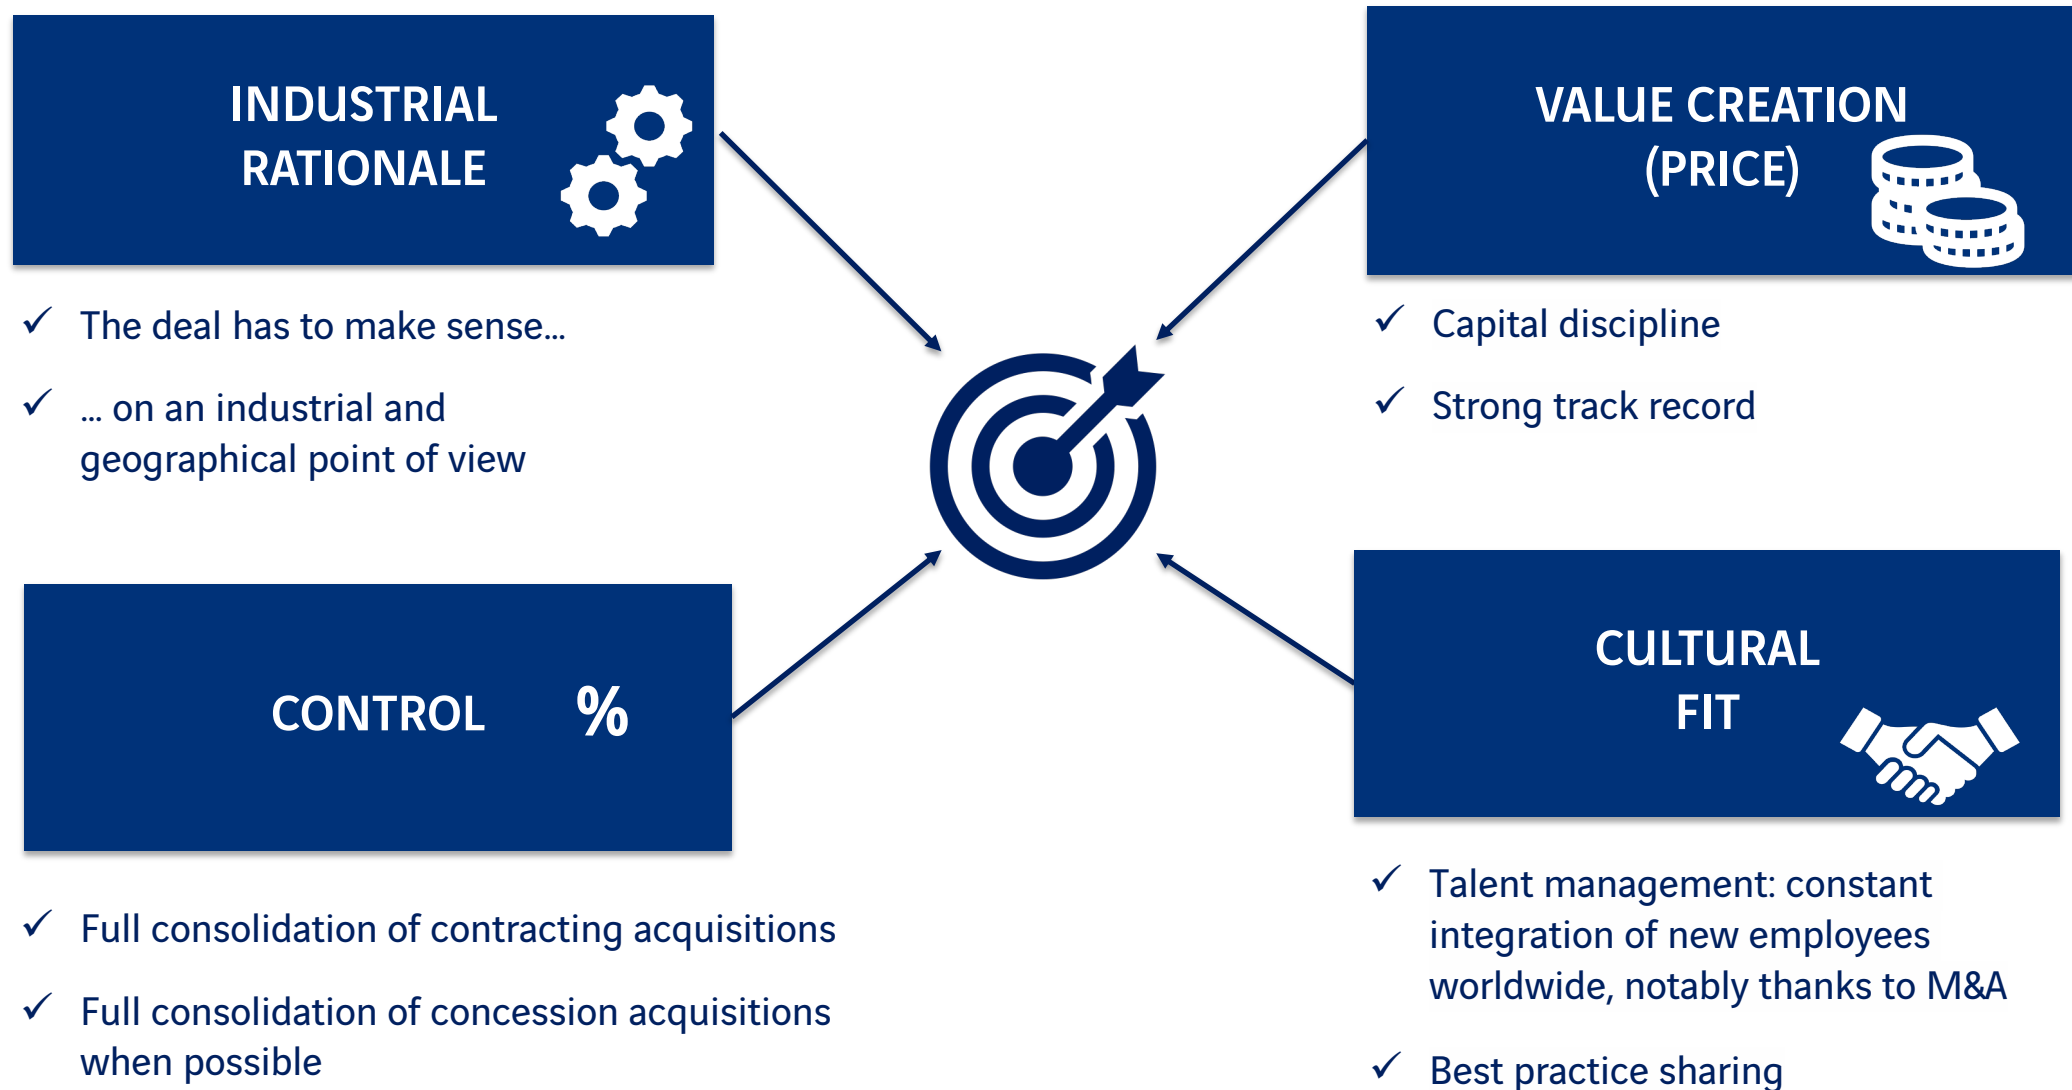 INDUSTRIAL
RATIONALE
✓ The deal has to make sense...
✓ ... on an industrial and
geographical point of view
VALUE CREATION
(PRICE)
✓ Capital discipline
✓ Strong track record
CONTROL %
✓ Full consolidation of contracting acquisitions
✓ Full consolidation of concession acquisitions
when possible
CULTURAL
FIT
✓ Talent management: constant
integration of new employees
worldwide, notably thanks to M&A
✓ Best practice sharing